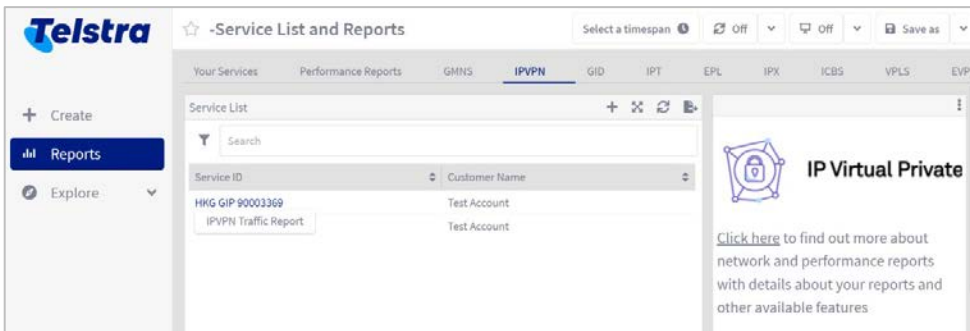 Telstra
-Service List and Reports
Select a timespan
Off
Off
Save as
Your Services
Performance Reports
GMNS
IPVPN
GID
IPT
EPL
IPX
ICBS
VPLS
EVP
Create
Reports
Explore
Service List
Search
Service ID
Customer Name
HKG GIP 90003369
Test Account
IPVPN Traffic Report
Test Account
IP Virtual Private
Click here to find out more about
network and performance reports
with details about your reports and
other available features